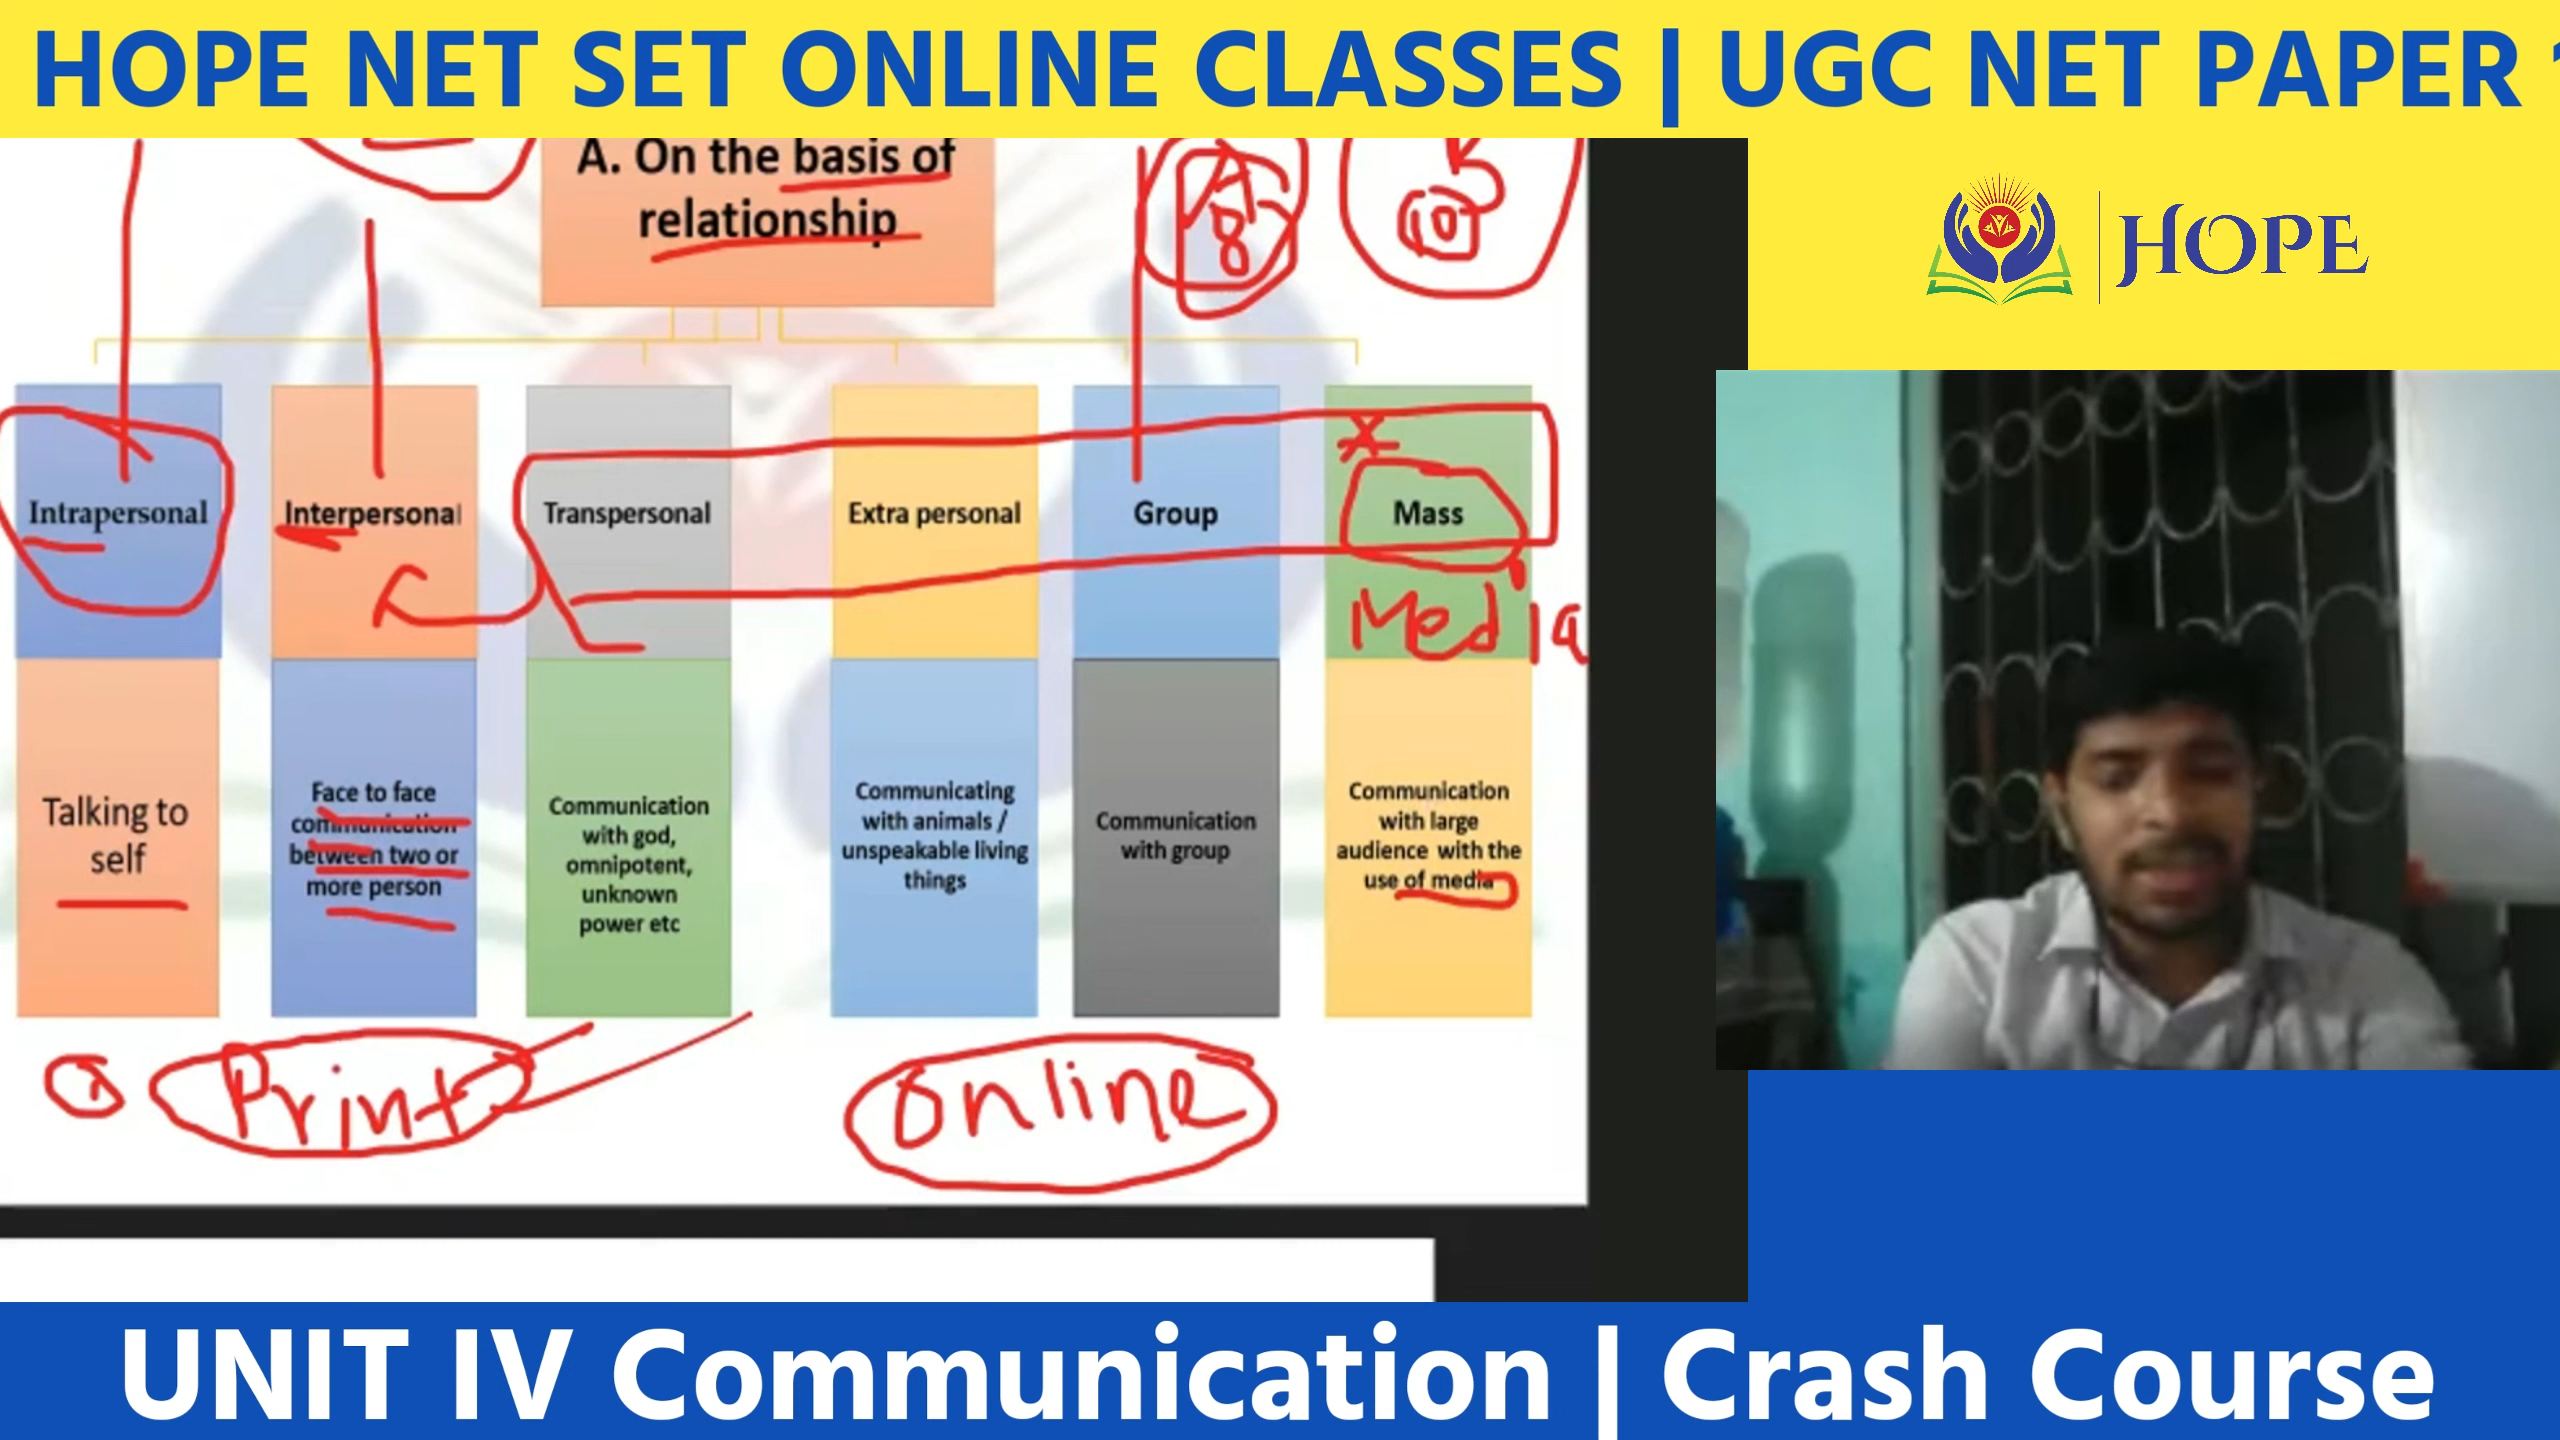 HOPE NET SET ONLINE CLASSES | UGC NET PAPER
HOPE
A. On the basis of
relationship
A
8
B
10
Intrapersonal
Interpersonal
Transpersonal
Extra personal
Group
Mass
Media
Talking to
self
Face to face
communication
between two or
more person
Communication
with god,
omnipotent,
unknown
power etc
Communicating
with animals /
unspeakable living
things
Communication
with group
Communication
with large
audience with the
use of media
1 Print
Online
UNIT IV Communication | Crash Course